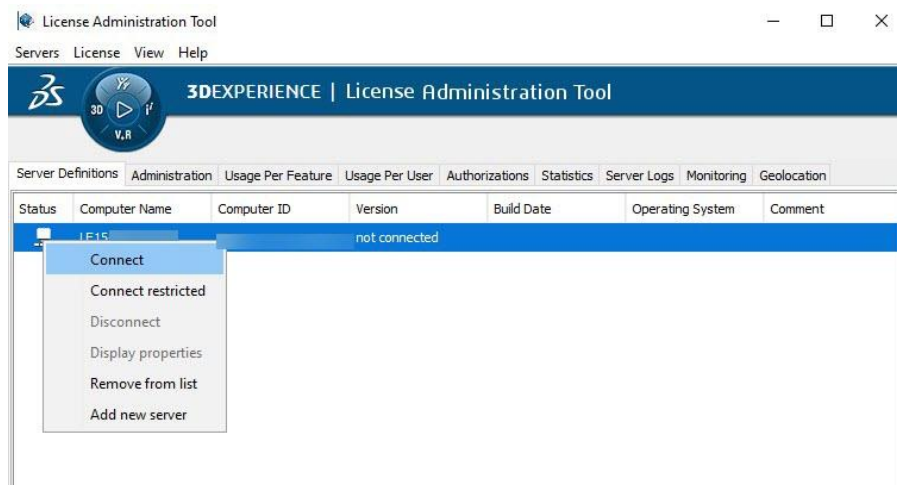 License Administration Tool
Servers License View Help
3DEXPERIENCE | License Administration Tool
3D V.R
Server Definitions Administration Usage Per Feature Usage Per User Authorizations Statistics Server Logs Monitoring Geolocation
Status Computer Name Computer ID Version Build Date Operating System Comment
LE15 not connected
Connect
Connect restricted
Disconnect
Display properties
Remove from list
Add new server